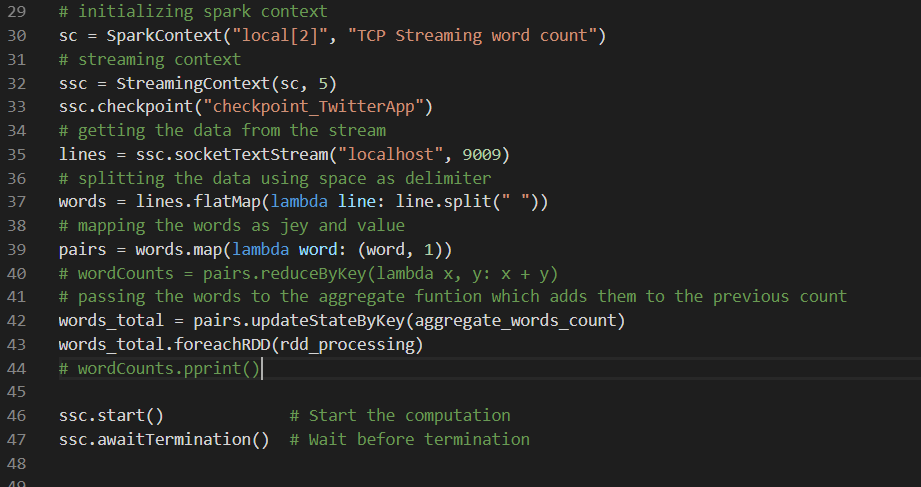 29 # initializing spark context
30 sc = SparkContext("local[2]", "TCP Streaming word count")
31 # streaming context
32 ssc = StreamingContext(sc, 5)
33 ssc.checkpoint("checkpoint_TwitterApp")
34 # getting the data from the stream
35 lines = ssc.socketTextStream("localhost", 9009)
36 # splitting the data using space as delimiter
37 words = lines.flatMap(lambda line: line.split(" "))
38 # mapping the words as jey and value
39 pairs = words.map(lambda word: (word, 1))
40 # wordCounts = pairs.reduceByKey(lambda x, y: x + y)
41 # passing the words to the aggregate funtion which adds them to the previous count
42 words_total = pairs.updateStateByKey(aggregate_words_count)
43 words_total.foreachRDD(rdd_processing)
44 # wordCounts.pprint()
45
46 ssc.start()             # Start the computation
47 ssc.awaitTermination()  # Wait before termination
48
49